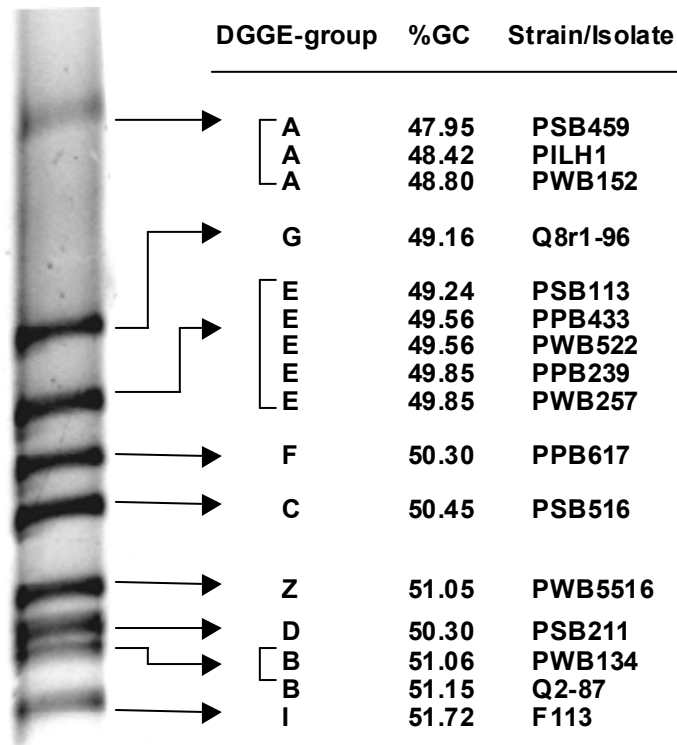 DGGE-group %GC Strain/Isolate
A 47.95 PSB459
A 48.42 PILH1
A 48.80 PWB152
G 49.16 Q8r1-96
E 49.24 PSB113
E 49.56 PPB433
E 49.56 PWB522
E 49.85 PPB239
E 49.85 PWB257
F 50.30 PPB617
C 50.45 PSB516
Z 51.05 PWB5516
D 50.30 PSB211
B 51.06 PWB134
B 51.15 Q2-87
I 51.72 F113